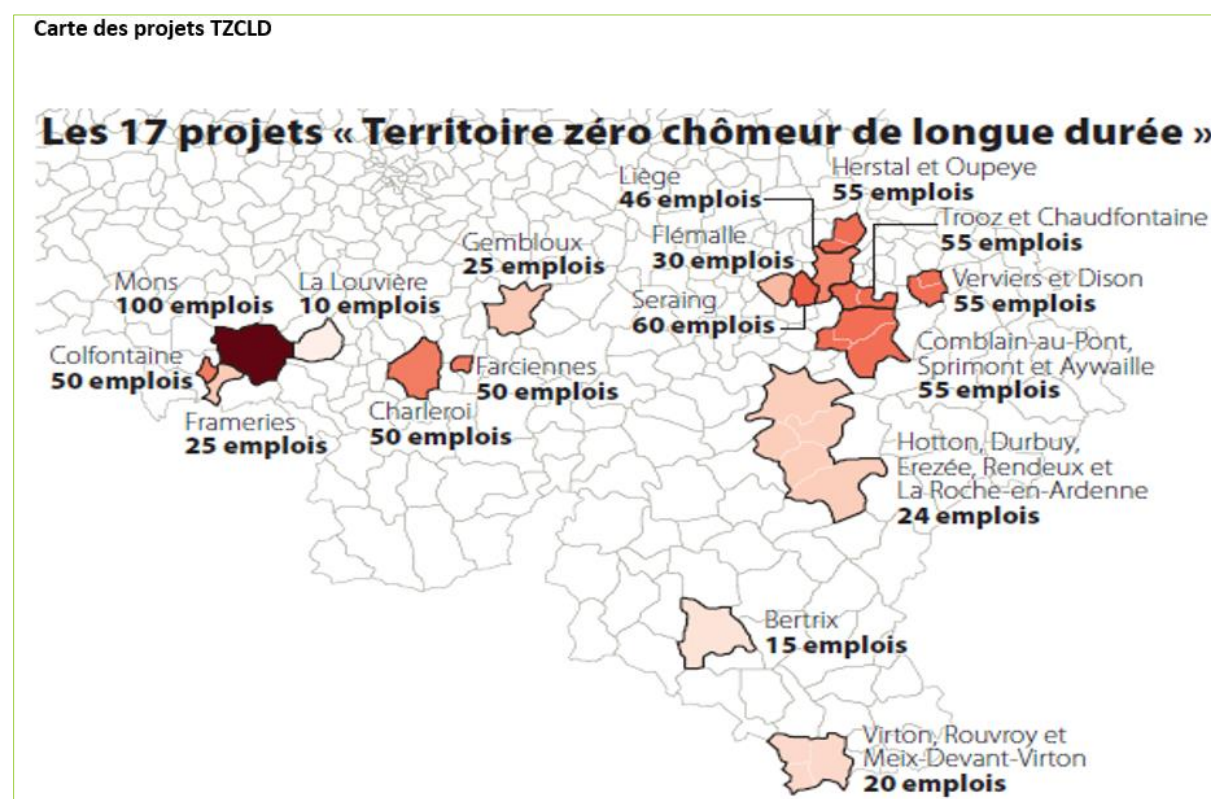 Carte des projets TZCLD
Les 17 projets « Territoire zéro chômeur de longue durée »
Liège
46 emplois
Herstal et Oupeye
55 emplois
Trooz et Chaudfontaine
55 emplois
Flémalle
30 emplois
Gembloux
25 emplois
Verviers et Dison
55 emplois
Mons
100 emplois
La Louvière
10 emplois
Seraing
60 emplois
Comblain-au-Pont,
Sprimont et Aywaille
55 emplois
Colfontaine
50 emplois
Farciennes
50 emplois
Frameries
25 emplois
Charleroi
50 emplois
Hotton, Durbuy,
Erezée, Rendeux et
La Roche-en-Ardenne
24 emplois
Bertrix
15 emplois
Virton, Rouvroy et
Meix-Devant-Virton
20 emplois